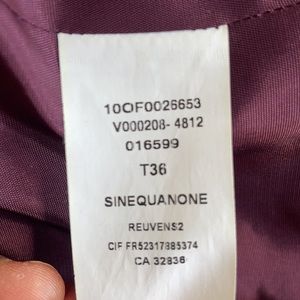 10OF0026653
V000208-4812
016599
T36
SINEQUANONE
REUVENS2
CIF FR52317885374
CA 32836